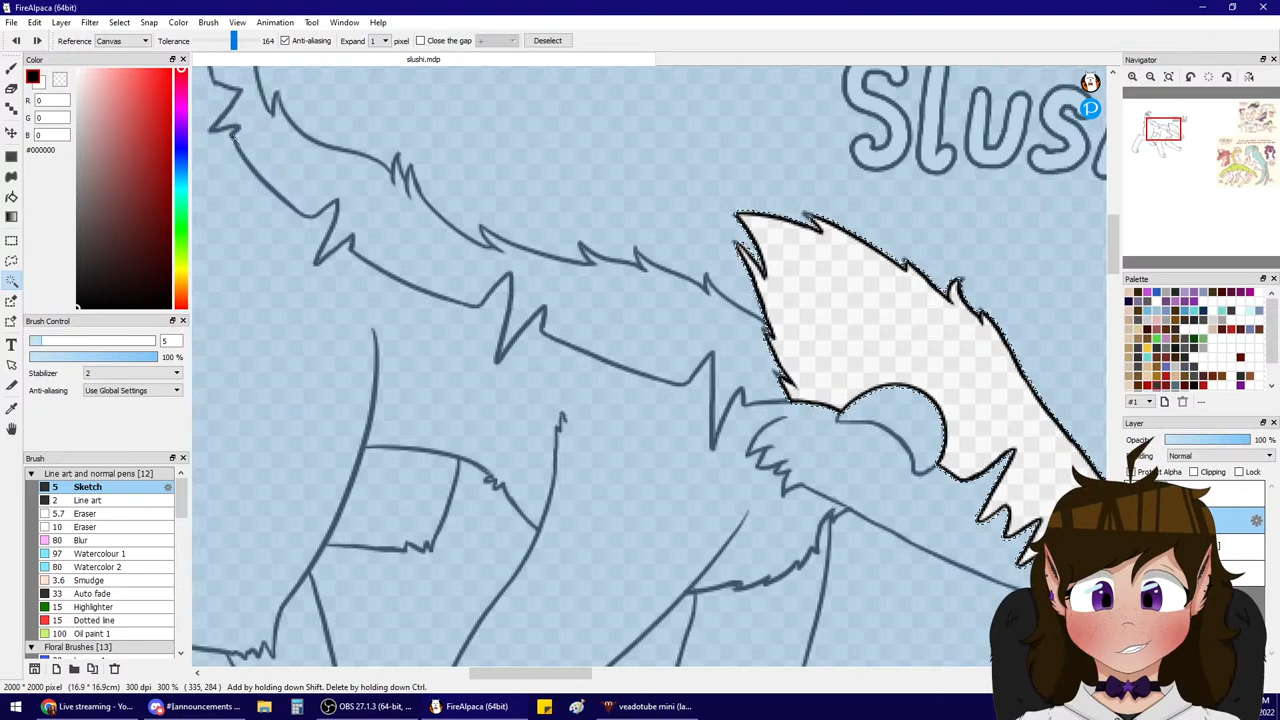 FireAlpaca (64bit)
File Edit Layer Filter Select Snap Color Brush View Animation Tool Window Help
Reference Canvas Tolerance 164 Anti-aliasing Expand 1 pixel Close the gap Deselect
Color
slushi.mdp
Navigator
R 0
G 0
B 0
#000000
Slus
Palette
Brush Control
5
100 %
Stabilizer 2
Anti-aliasing Use Global Settings
#1 ---
Layer
Opacity 100 %
Normal
Protect Alpha Clipping Lock
Brush
Line art and normal pens [12]
5 Sketch
2 Line art
5.7 Eraser
10 Eraser
80 Blur
97 Watercolour 1
80 Watercolor 2
3.6 Smudge
33 Auto fade
15 Highlighter
15 Dotted line
100 Oil paint 1
Floral Brushes [13]
2000 * 2000 pixel (16.9 * 16.9cm) 300 dpi 300 % ( 335, 284 ) Add by holding down Shift. Delete by holding down Ctrl.
Live streaming - Yo...
#[announcements
OBS 27.1.3 (64-bit, ...
FireAlpaca (64bit)
veadotube mini (la...
2022